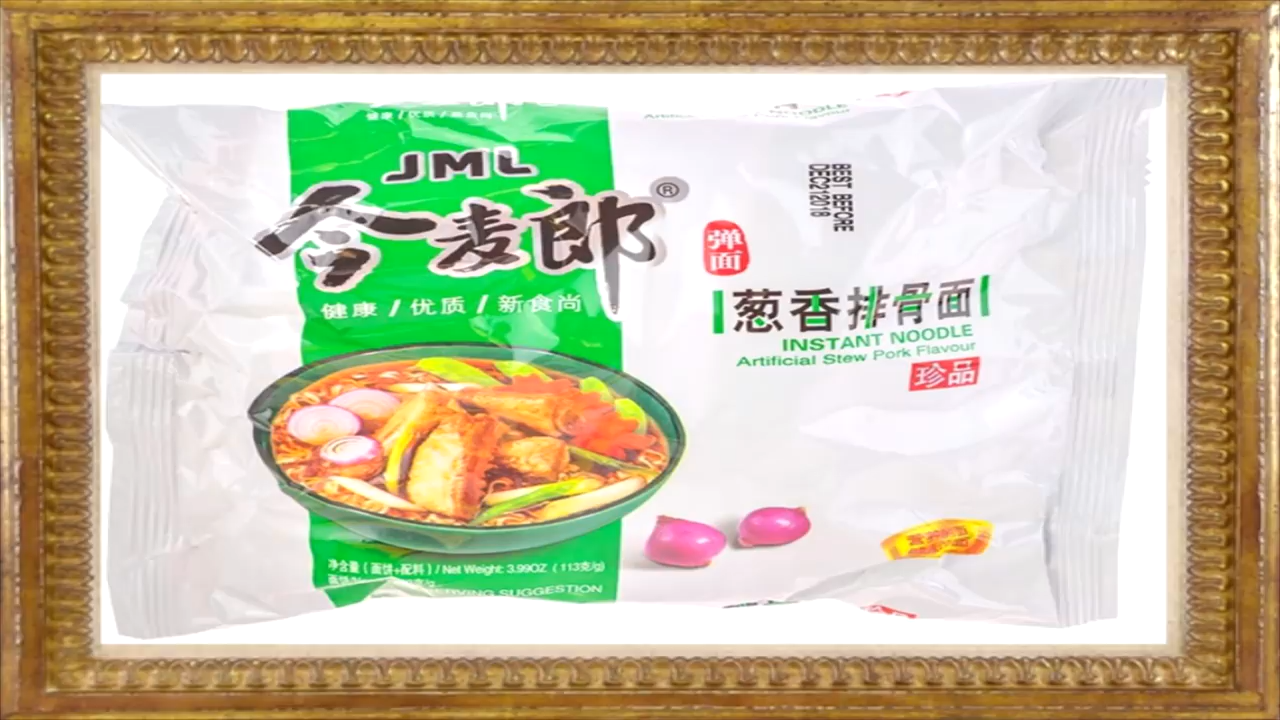 JML
今麦郎®
健康 / 优质 / 新食尚
BEST BEFORE
DEC212018
弹面
葱香排骨面
INSTANT NOODLE
Artificial Stew Pork Flavour
珍品
净含量 ( 面饼+配料 ) / Net Weight: 3.99OZ ( 113克/g)
SERVING SUGGESTION